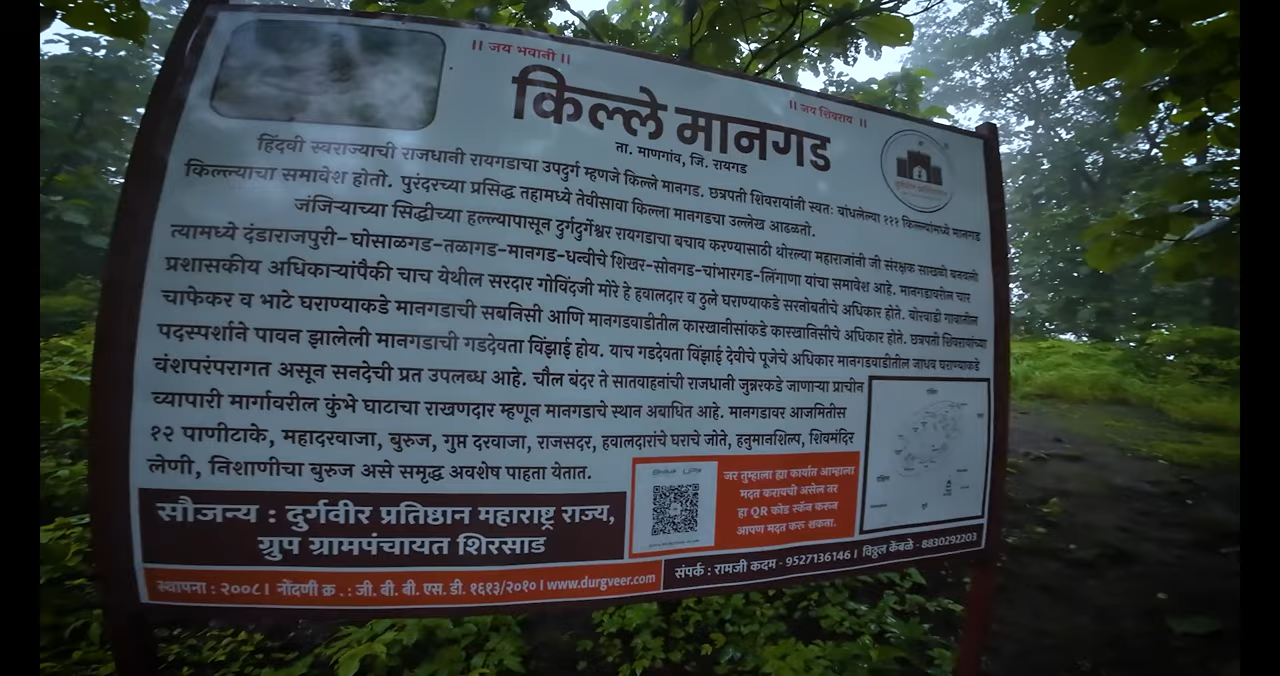 ॥ जय भवानी ॥
॥ जय शिवराय ॥
किल्ले मानगड
ता. माणगांव, जि. रायगड
हिंदवी स्वराज्याची राजधानी रायगडाचा उपदुर्ग म्हणजे किल्ले मानगड. छत्रपती शिवरायांनी स्वतः बांधलेल्या १११ किल्ल्यांमध्ये मानगड
किल्ल्याचा समावेश होतो. पुरंदरच्या प्रसिद्ध तहामध्ये तेवीसावा किल्ला मानगडचा उल्लेख आढळतो.
जंजिऱ्याच्या सिद्धीच्या हल्ल्यापासून दुर्गदुर्गेश्वर रायगडाचा बचाव करण्यासाठी थोरल्या महाराजांनी जी संरक्षक साखळी बनवली
त्यामध्ये दंडाराजपुरी-घोसाळगड-तळागड-मानगड-धन्वीचे शिखर-सोनगड-चांभारगड-लिंगाणा यांचा समावेश आहे. मानगडावरील चार
प्रशासकीय अधिकाऱ्यांपैकी चाच येथील सरदार गोविंदजी मोरे हे हवालदार व ठुले घराण्याकडे सरनोबतीचे अधिकार होते. बोरवाडी गावातील
चाफेकर व भाटे घराण्याकडे मानगडाची सबनिसी आणि मानगडवाडीतील कारखानीसांकडे कारखानिसीचे अधिकार होते. छत्रपती शिवरायांच्या
पदस्पर्शाने पावन झालेली मानगडाची गडदेवता विंझाई होय. याच गडदेवता विंझाई देवीचे पूजेचे अधिकार मानगडवाडीतील जाधव घराण्याकडे
वंशपरंपरागत असून सनदेची प्रत उपलब्ध आहे. चौल बंदर ते सातवाहनांची राजधानी जुन्नरकडे जाणाऱ्या प्राचीन
व्यापारी मार्गावरील कुंभे घाटाचा राखणदार म्हणून मानगडाचे स्थान अबाधित आहे. मानगडावर आजमितीस
१२ पाणीटाके, महादरवाजा, बुरुज, गुप्त दरवाजा, राजसदर, हवालदारांचे घराचे जोते, हनुमानशिल्प, शिवमंदिर
लेणी, निशाणीचा बुरुज असे समृद्ध अवशेष पाहता येतात.
जर तुम्हाला ह्या कार्यात आम्हाला
मदत करायची असेल तर
हा QR कोड स्कॅन करून
आपण मदत करू शकता.
सौजन्य : दुर्गवीर प्रतिष्ठान महाराष्ट्र राज्य,
ग्रुप ग्रामपंचायत शिरसाड
स्थापना : २००८। नोंदणी क्र. : जी. बी. बी. एस. डी. १६१३/२०१० । www.durgveer.com
संपर्क : रामजी कदम - 9527136146 । विठ्ठल केंबळे - 8830292203